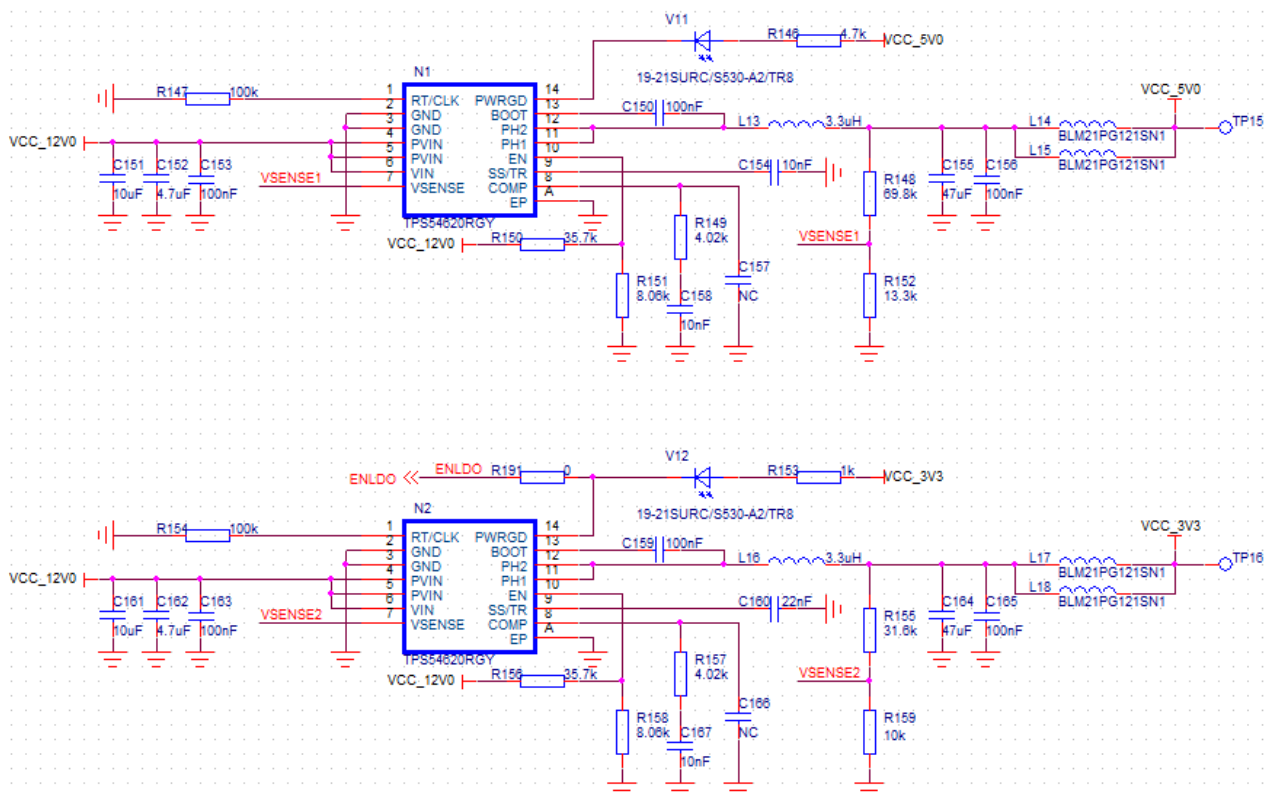 V11
R146 4.7k VCC_5V0
19-21SURC/S530-A2/TR8
N1
R147 100k
1 RT/CLK PWRGD 14
2 GND BOOT 13
3 GND PH2 12
4 PVIN PH1 11
5 PVIN EN 10
6 VIN SS/TR 9
7 VSENSE COMP 8
EP A
TPS54620RGY
VCC_12V0
C151 10uF
C152 4.7uF
C153 100nF
VSENSE1
C150 100nF
L13 3.3uH
VCC_5V0
L14 BLM21PG121SN1
L15 BLM21PG121SN1
TP15
C154 10nF
R148 69.8k
C155 47uF
C156 100nF
VCC_12V0 R150 35.7k
R149 4.02k
VSENSE1
R151 8.06k
C158 10nF
C157 NC
R152 13.3k
V12
ENLDO ENLDO R191 0
R153 1k VCC_3V3
19-21SURC/S530-A2/TR8
N2
R154 100k
1 RT/CLK PWRGD 14
2 GND BOOT 13
3 GND PH2 12
4 PVIN PH1 11
5 PVIN EN 10
6 VIN SS/TR 9
7 VSENSE COMP 8
EP A
TPS54620RGY
VCC_12V0
C161 10uF
C162 4.7uF
C163 100nF
VSENSE2
C159 100nF
L16 3.3uH
VCC_3V3
L17 BLM21PG121SN1
L18 BLM21PG121SN1
TP16
C160 22nF
R155 31.6k
C164 47uF
C165 100nF
VCC_12V0 R156 35.7k
R157 4.02k
VSENSE2
R158 8.06k
C167 10nF
C166 NC
R159 10k